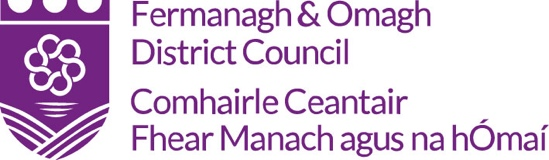 Fermanagh & Omagh
District Council
Comhairle Ceantair
Fhear Manach agus na hÓmaí